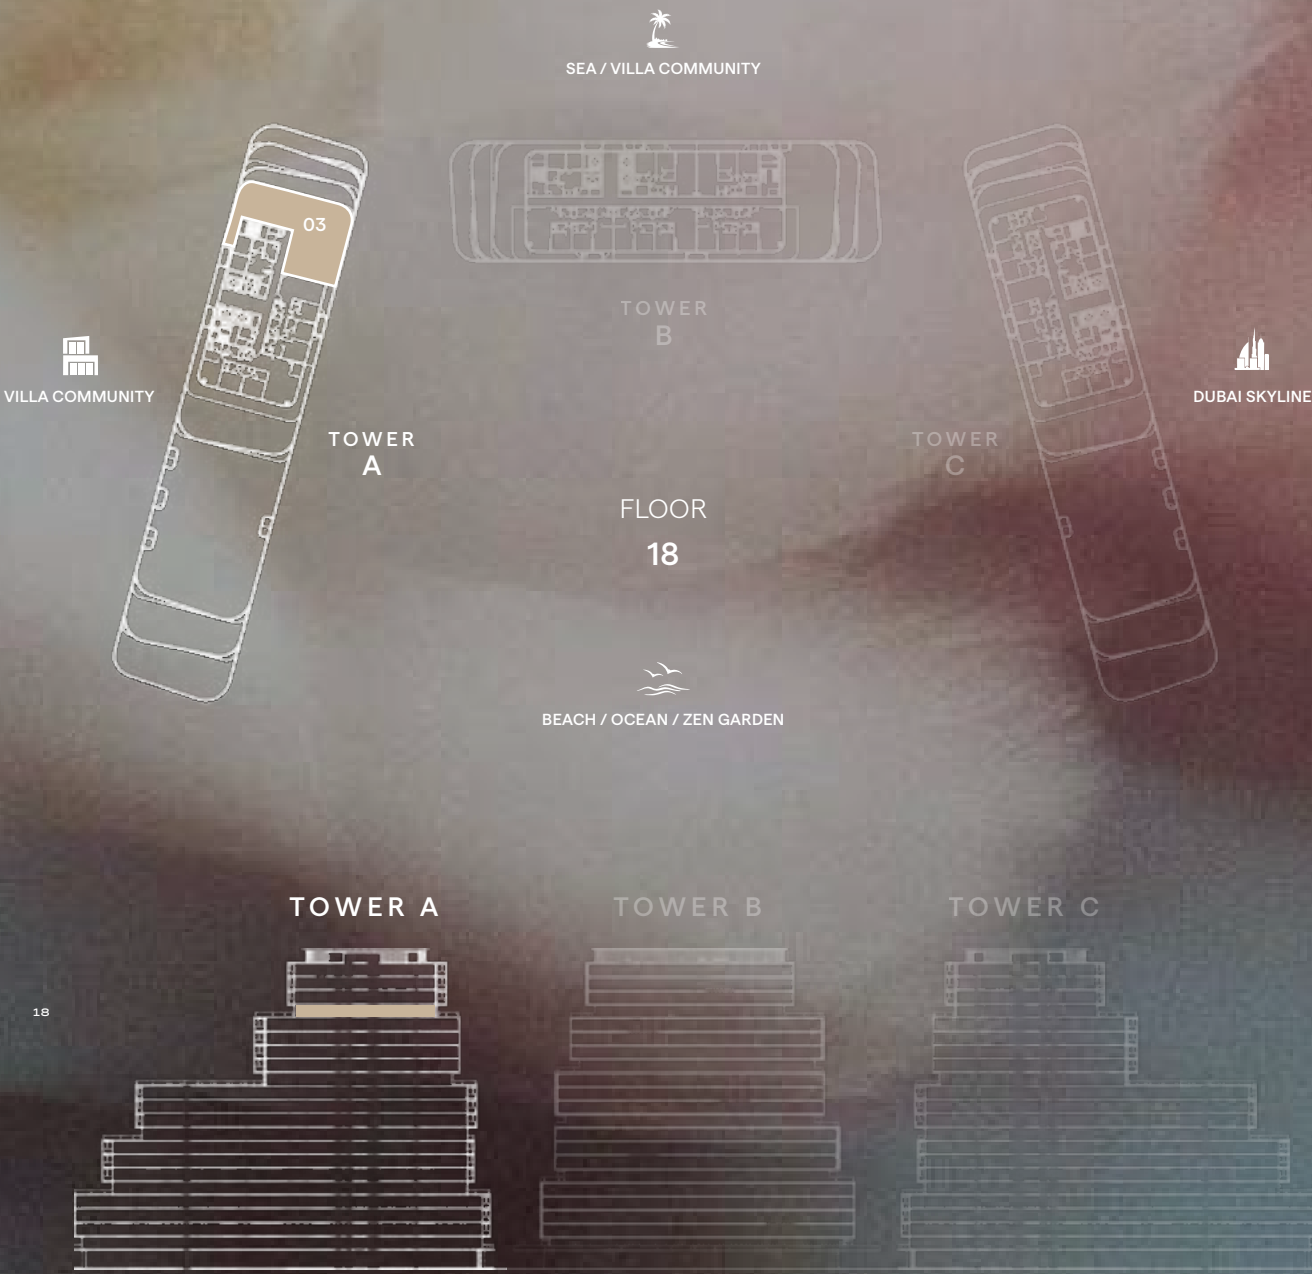 SEA / VILLA COMMUNITY
03
TOWER
B
VILLA COMMUNITY
DUBAI SKYLINE
TOWER
A
TOWER
C
FLOOR
18
BEACH / OCEAN / ZEN GARDEN
TOWER A
TOWER B
TOWER C
18